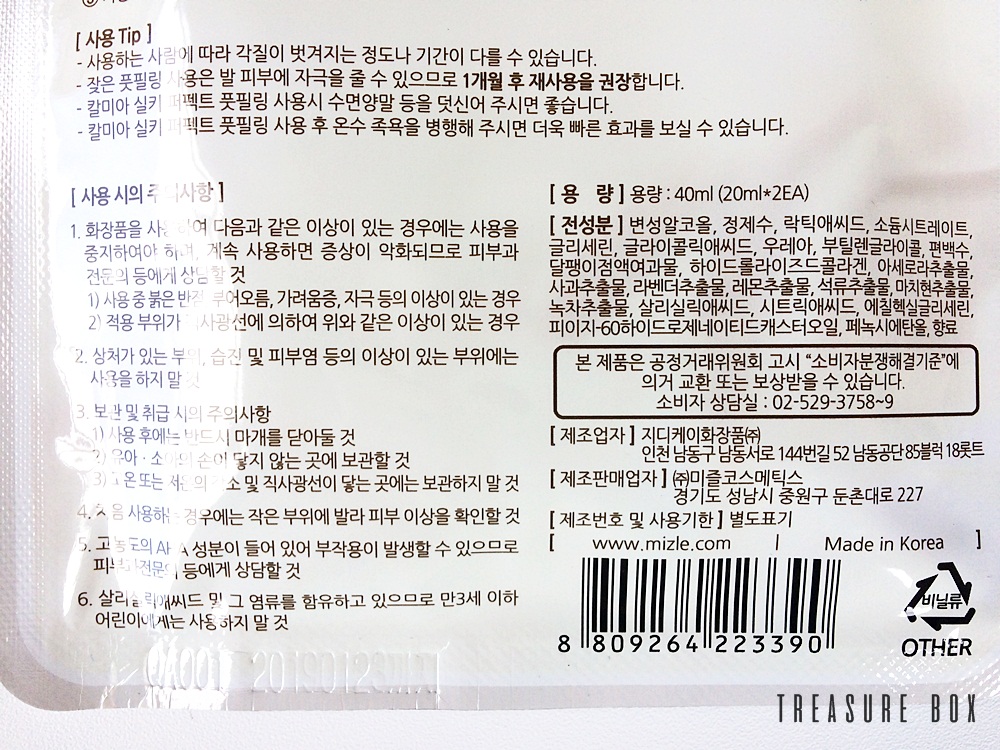 [ 사용 Tip ]
- 사용하는 사람에 따라 각질이 벗겨지는 정도나 기간이 다를 수 있습니다.
- 잦은 풋필링 사용은 발 피부에 자극을 줄 수 있으므로 1개월 후 재사용을 권장합니다.
- 칼미아 실키 퍼펙트 풋필링 사용시 수면양말 등을 덧신어 주시면 좋습니다.
- 칼미아 실키 퍼펙트 풋필링 사용 후 온수 족욕을 병행해 주시면 더욱 빠른 효과를 보실 수 있습니다.
[ 사용 시의 주의사항 ]
1. 화장품을 사용하여 다음과 같은 이상이 있는 경우에는 사용을
중지하여야 하며, 계속 사용하면 증상이 악화되므로 피부과
전문의 등에게 상담할 것
1) 사용 중 붉은 반점, 부어오름, 가려움증, 자극 등의 이상이 있는 경우
2) 적용 부위가 직사광선에 의하여 위와 같은 이상이 있는 경우
2. 상처가 있는 부위, 습진 및 피부염 등의 이상이 있는 부위에는
사용을 하지 말 것
3. 보관 및 취급 시의 주의사항
1) 사용 후에는 반드시 마개를 닫아둘 것
2) 유아·소아의 손이 닿지 않는 곳에 보관할 것
3) 고온 또는 저온의 장소 및 직사광선이 닿는 곳에는 보관하지 말 것
4. 처음 사용하는 경우에는 작은 부위에 발라 피부 이상을 확인할 것
5. 고농도의 AHA 성분이 들어 있어 부작용이 발생할 수 있으므로
피부과 전문의 등에게 상담할 것
6. 살리실릭애씨드 및 그 염류를 함유하고 있으므로 만3세 이하
어린이에게는 사용하지 말 것
20190123
[ 용 량 ] 용량 : 40ml (20ml*2EA)
[ 전성분 ] 변성알코올, 정제수, 락틱애씨드, 소듐시트레이트,
글리세린, 글라이콜릭애씨드, 우레아, 부틸렌글라이콜, 편백수,
달팽이점액여과물, 하이드롤라이즈드콜라겐, 아세로라추출물,
사과추출물, 라벤더추출물, 레몬추출물, 석류추출물, 마치현추출물,
녹차추출물, 살리실릭애씨드, 시트릭애씨드, 에칠헥실글리세린,
피이지-60하이드로제네이티드캐스터오일, 페녹시에탄올, 향료
본 제품은 공정거래위원회 고시 “소비자분쟁해결기준”에
의거 교환 또는 보상받을 수 있습니다.
소비자 상담실 : 02-529-3758~9
[ 제조업자 ] 지디케이화장품㈜
인천 남동구 남동서로 144번길 52 남동공단 85블럭 18롯트
[ 제조판매업자 ] ㈜미즐코스메틱스
경기도 성남시 중원구 둔촌대로 227
[ 제조번호 및 사용기한 ] 별도표기
[ www.mizle.com | Made in Korea ]
8 809264 223390
비닐류
OTHER
TREASURE BOX